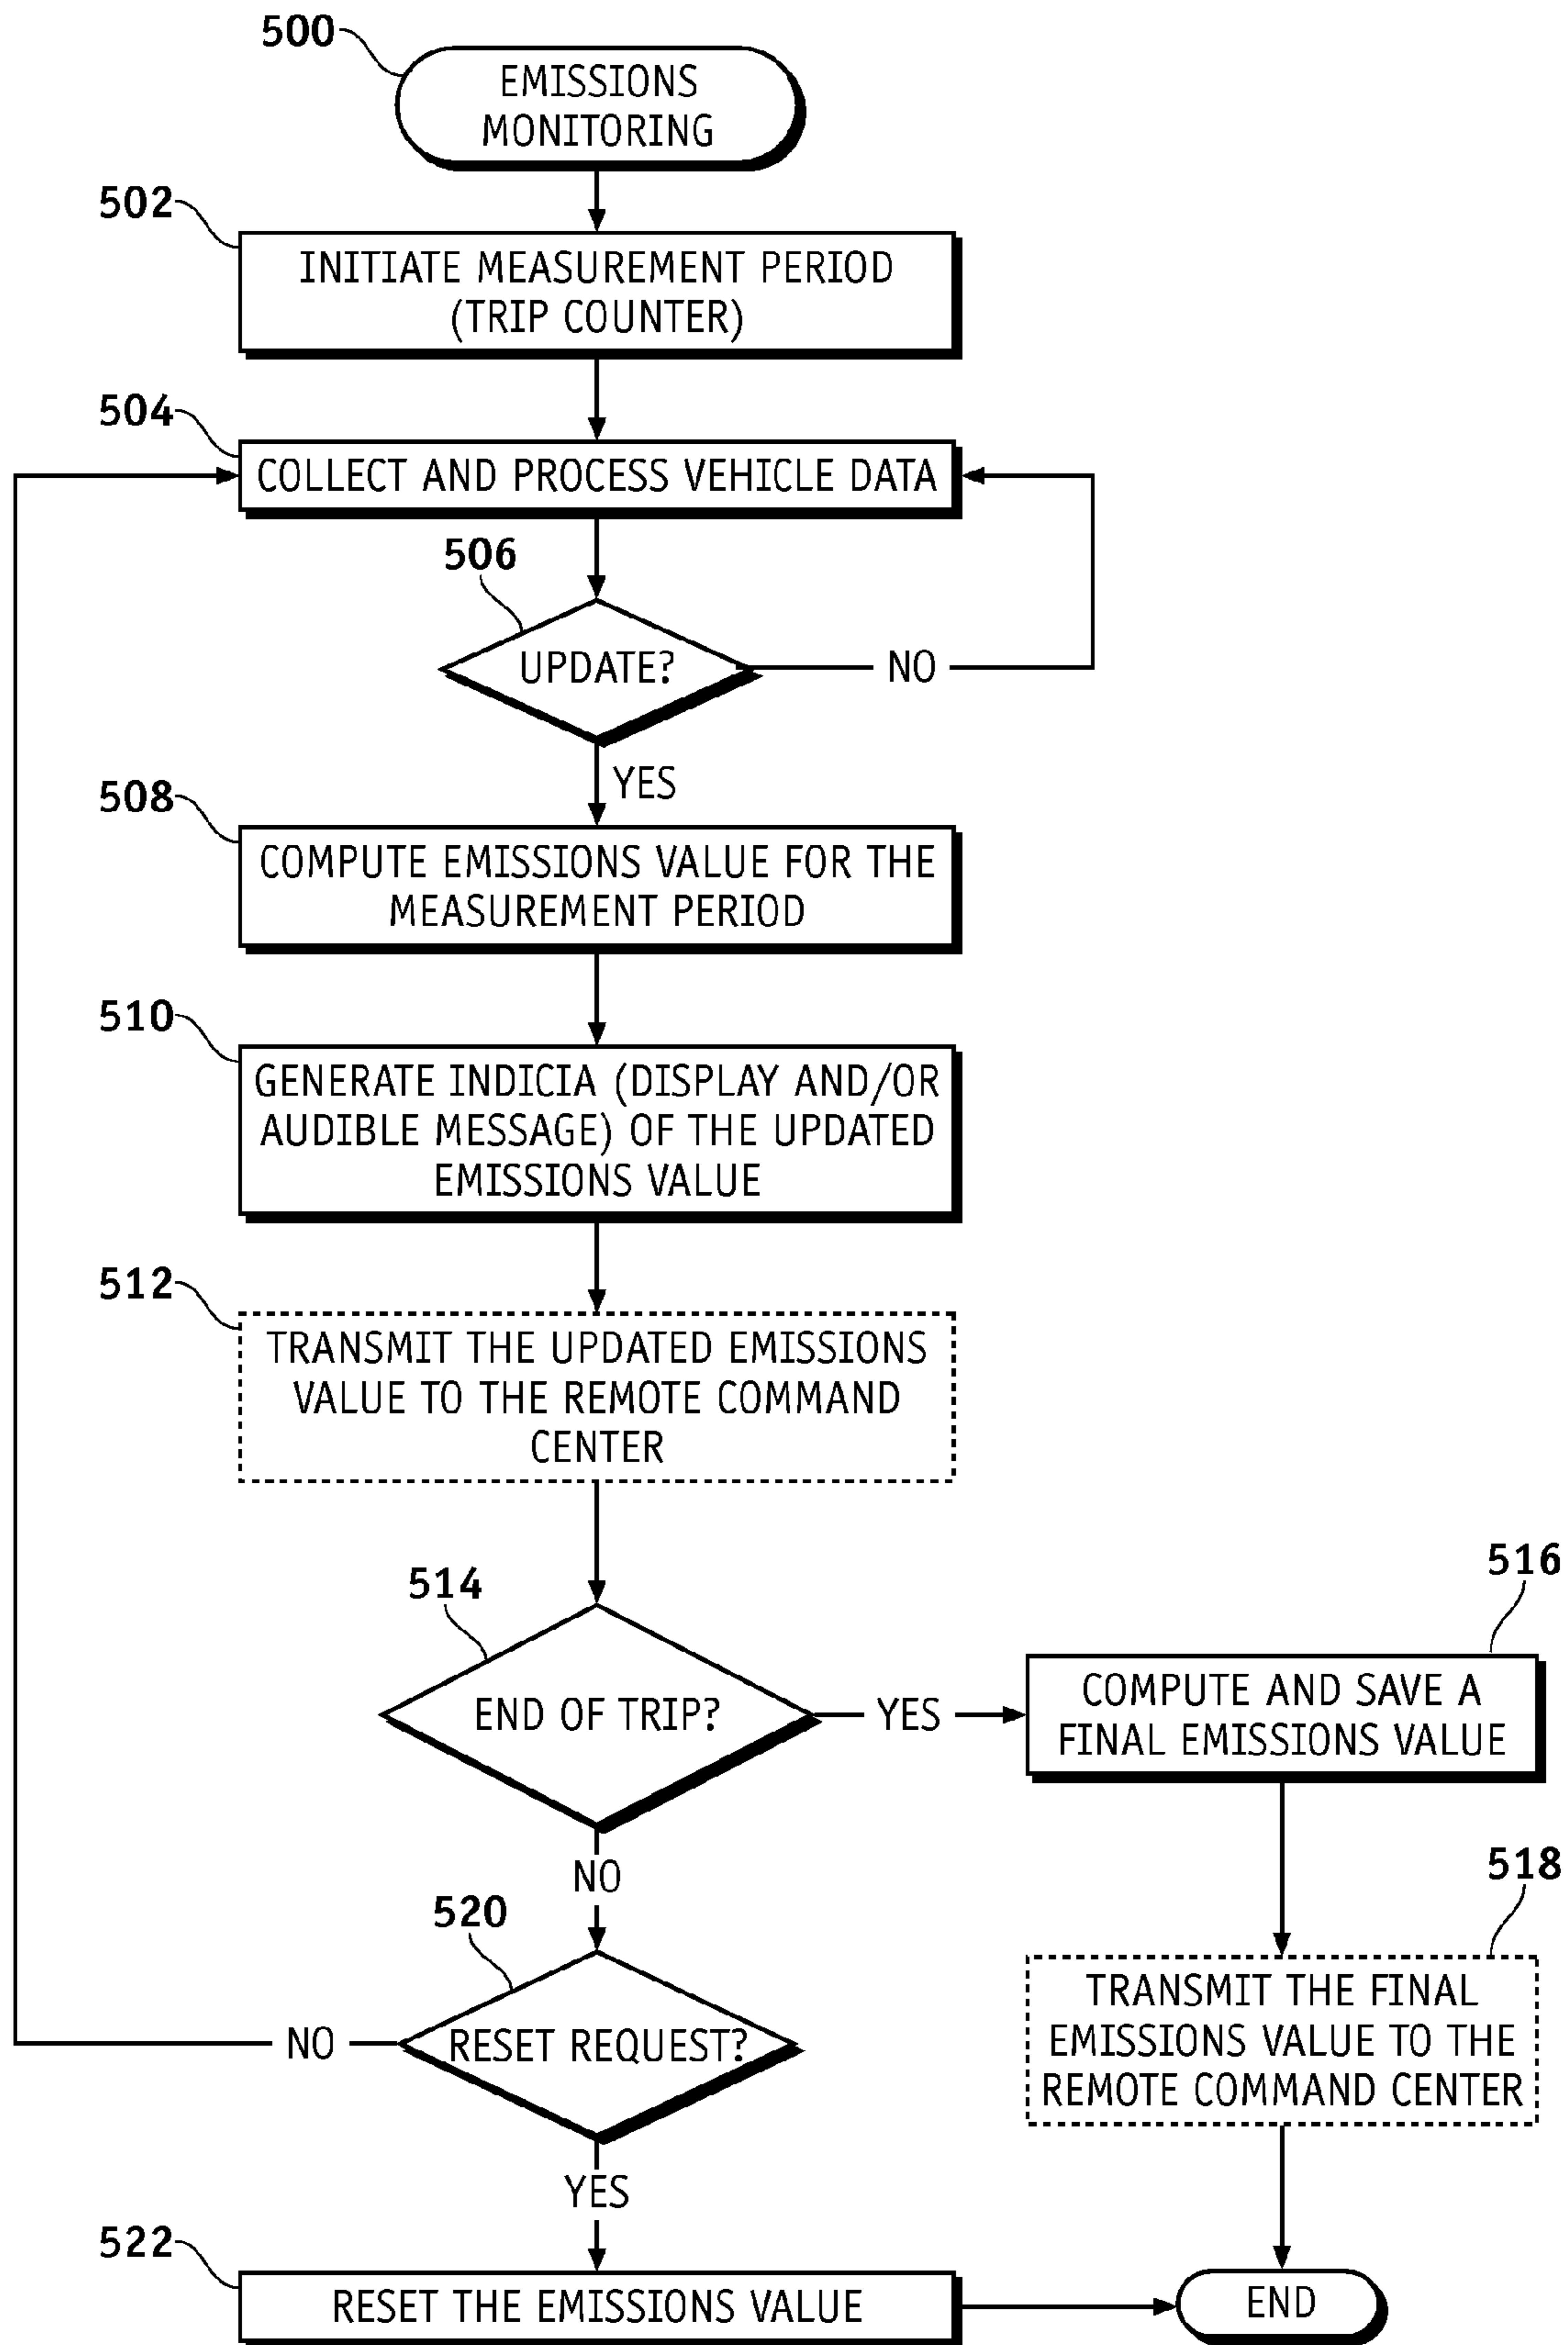 500
EMISSIONS
MONITORING
502
INITIATE MEASUREMENT PERIOD
(TRIP COUNTER)
504
COLLECT AND PROCESS VEHICLE DATA
506
UPDATE?
NO
YES
508
COMPUTE EMISSIONS VALUE FOR THE
MEASUREMENT PERIOD
510
GENERATE INDICIA (DISPLAY AND/OR
AUDIBLE MESSAGE) OF THE UPDATED
EMISSIONS VALUE
512
TRANSMIT THE UPDATED EMISSIONS
VALUE TO THE REMOTE COMMAND
CENTER
514
END OF TRIP?
YES
516
COMPUTE AND SAVE A
FINAL EMISSIONS VALUE
NO
518
TRANSMIT THE FINAL
EMISSIONS VALUE TO THE
REMOTE COMMAND CENTER
520
RESET REQUEST?
NO
YES
522
RESET THE EMISSIONS VALUE
END